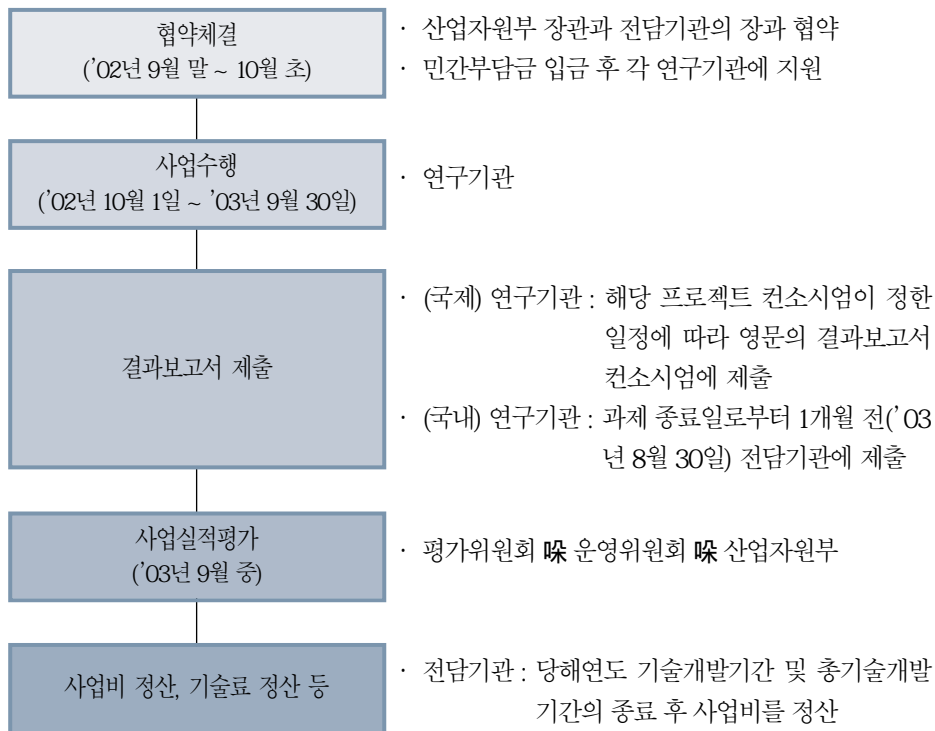 협약체결
('02년 9월 말 ~ 10월 초)
· 산업자원부 장관과 전담기관의 장과 협약
· 민간부담금 입금 후 각 연구기관에 지원
사업수행
('02년 10월 1일 ~ '03년 9월 30일)
· 연구기관
결과보고서 제출
· (국제) 연구기관 : 해당 프로젝트 컨소시엄이 정한
일정에 따라 영문의 결과보고서
컨소시엄에 제출
· (국내) 연구기관 : 과제 종료일로부터 1개월 전('03
년 8월 30일) 전담기관에 제출
사업실적평가
('03년 9월 중)
· 평가위원회 哚 운영위원회 哚 산업자원부
사업비 정산, 기술료 정산 등
· 전담기관 : 당해연도 기술개발기간 및 총기술개발
기간의 종료 후 사업비를 정산